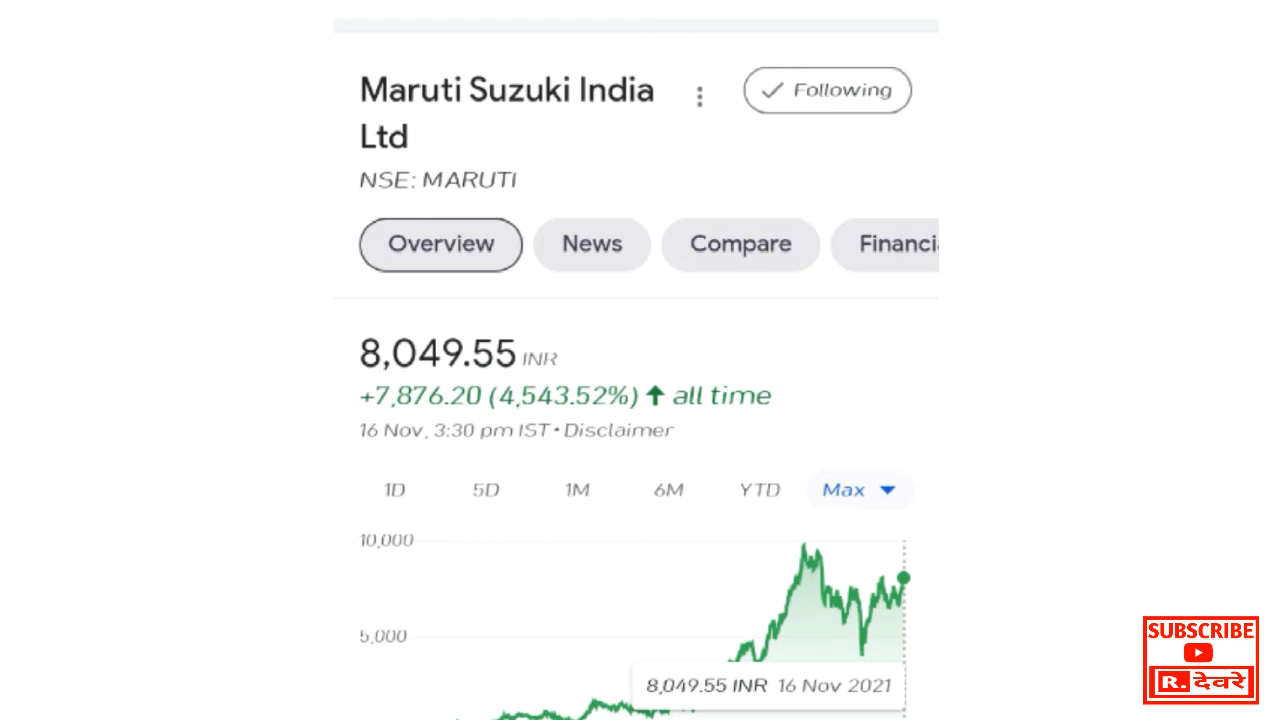 Maruti Suzuki India
Ltd
Following
NSE: MARUTI
Overview
News
Compare
Financi
8,049.55 INR
+7,876.20 (4,543.52%) ↑ all time
16 Nov, 3:30 pm IST • Disclaimer
1D 5D 1M 6M YTD Max
10,000
5,000
8,049.55 INR 16 Nov 2021
SUBSCRIBE
R. देवरे